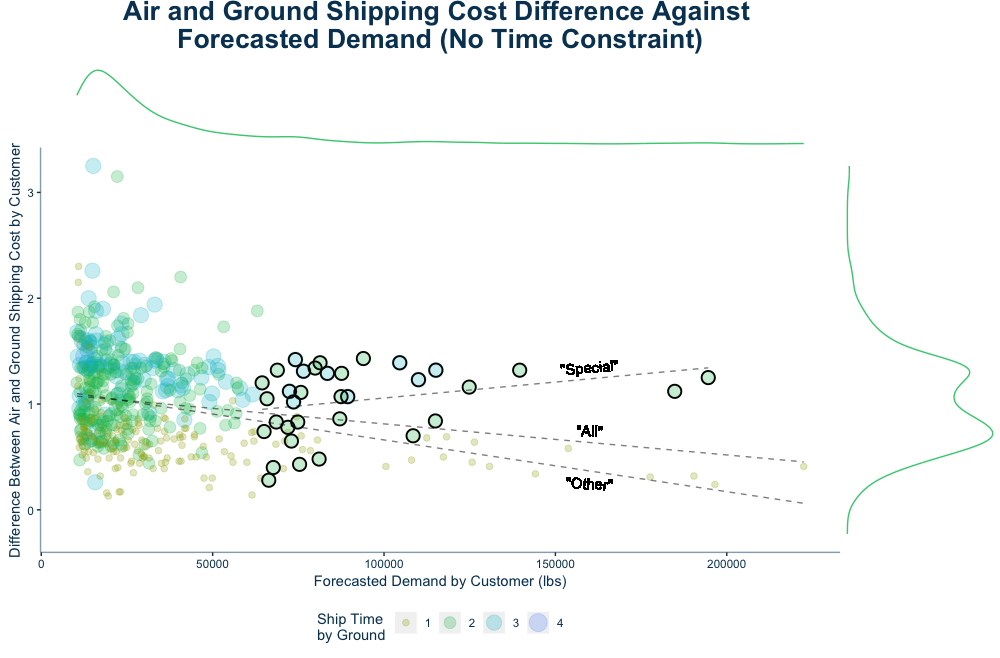 Air and Ground Shipping Cost Difference Against
Forecasted Demand (No Time Constraint)
Difference Between Air and Ground Shipping Cost by Customer
3
2
1
0
"Special"
"All"
"Other"
0 50000 100000 150000 200000
Forecasted Demand by Customer (lbs)
Ship Time
by Ground
1 2 3 4